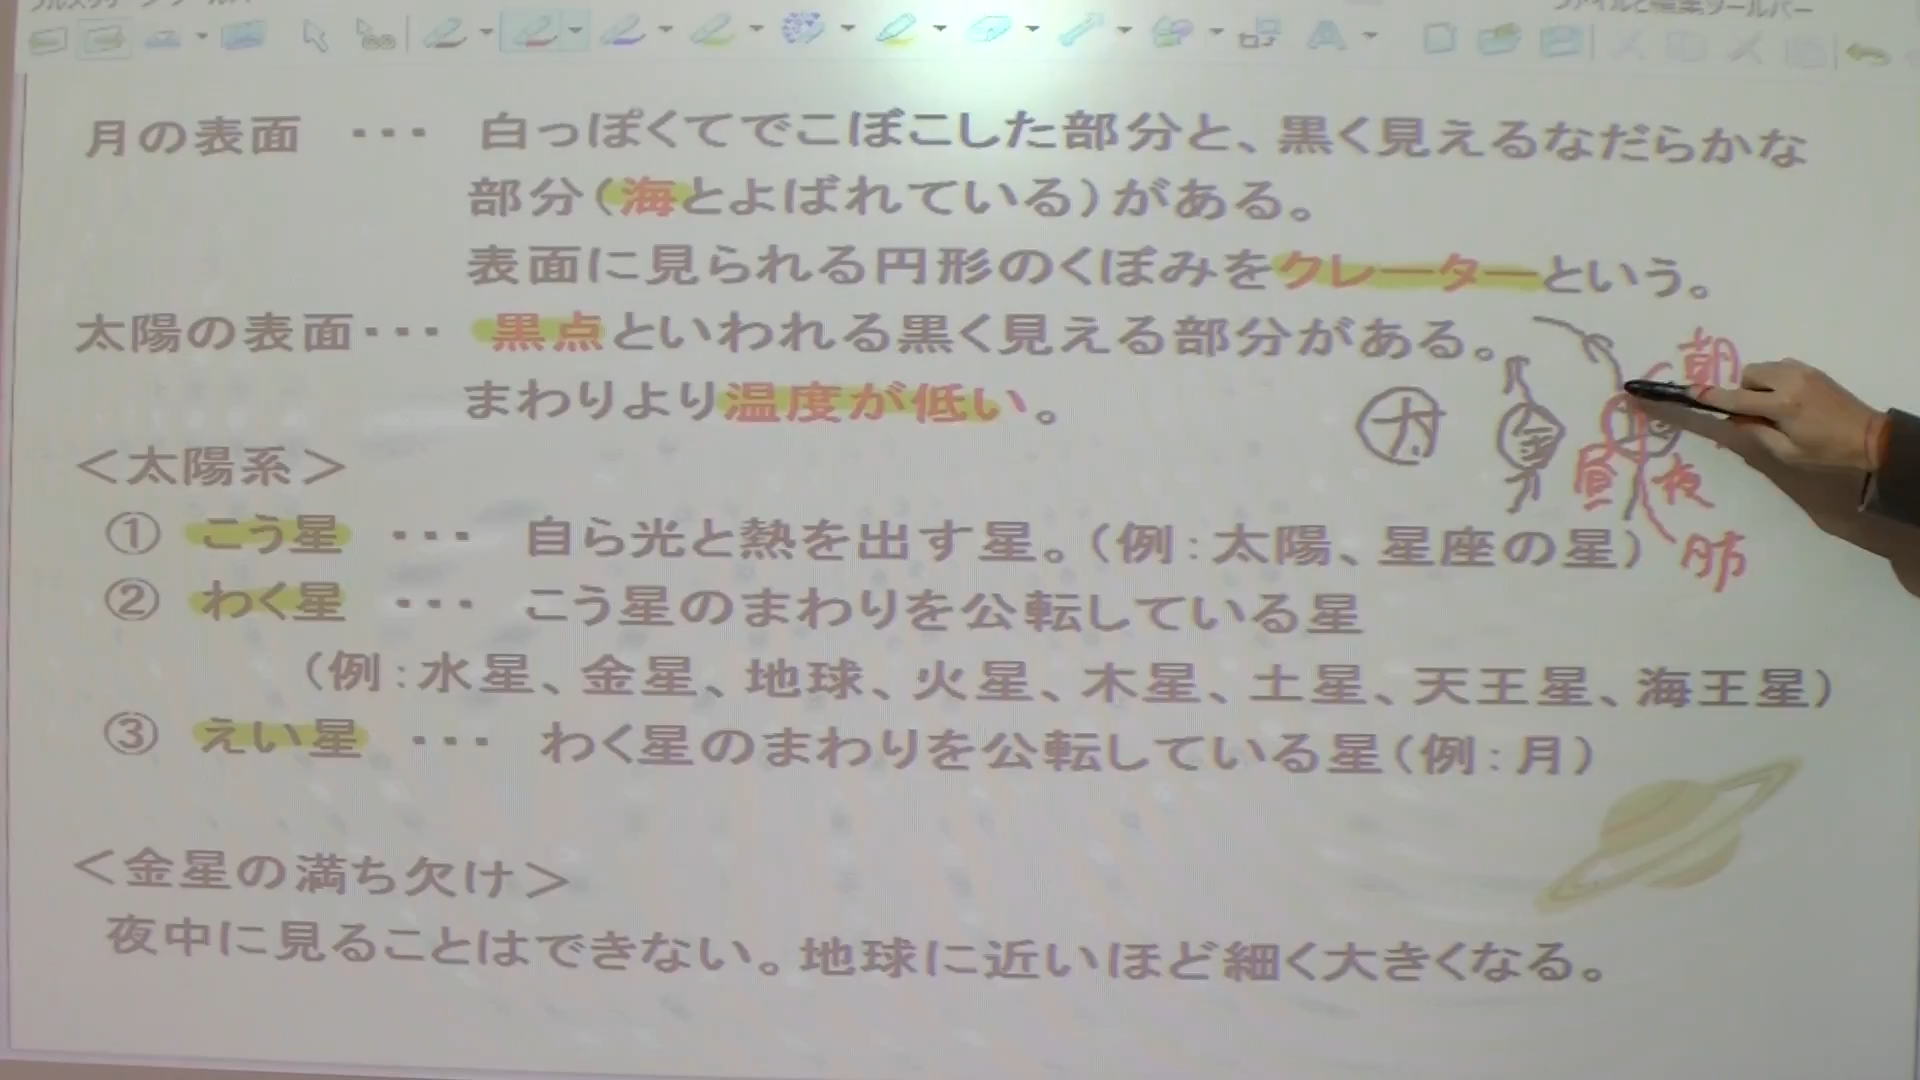 月の表面 ・・・ 白っぽくてでこぼこした部分と、黒く見えるなだらかな
部分(海とよばれている)がある。
表面に見られる円形のくぼみをクレーターという。
太陽の表面・・・ 黒点といわれる黒く見える部分がある。
まわりより温度が低い。
朝
金
昼 夜
<太陽系>
① こう星 ・・・ 自ら光と熱を出す星。(例:太陽、星座の星)
② わく星 ・・・ こう星のまわりを公転している星
(例:水星、金星、地球、火星、木星、土星、天王星、海王星)
③ えい星 ・・・ わく星のまわりを公転している星(例:月)
<金星の満ち欠け>
夜中に見ることはできない。地球に近いほど細く大きくなる。